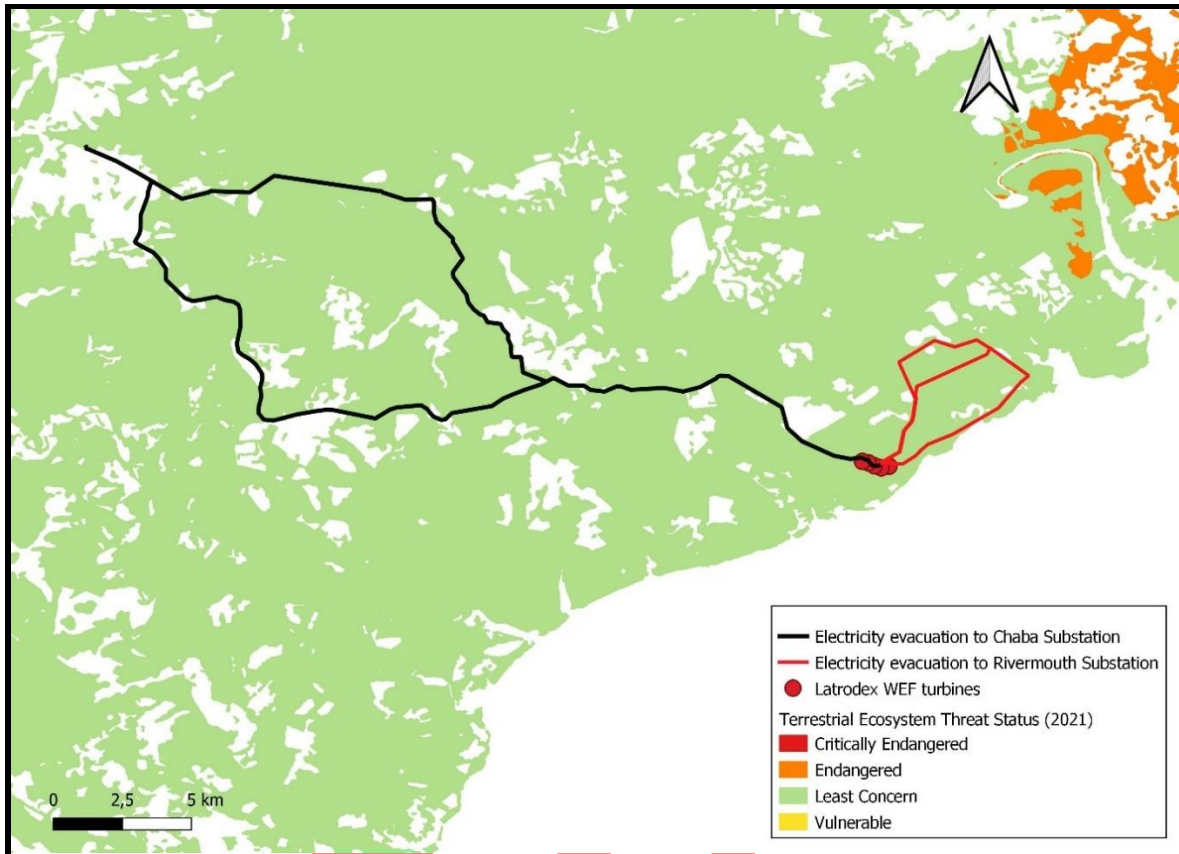 0 2,5 5 km
Electricity evacuation to Chaba Substation
Electricity evacuation to Rivermouth Substation
Latrodex WEF turbines
Terrestrial Ecosystem Threat Status (2021)
Critically Endangered
Endangered
Least Concern
Vulnerable